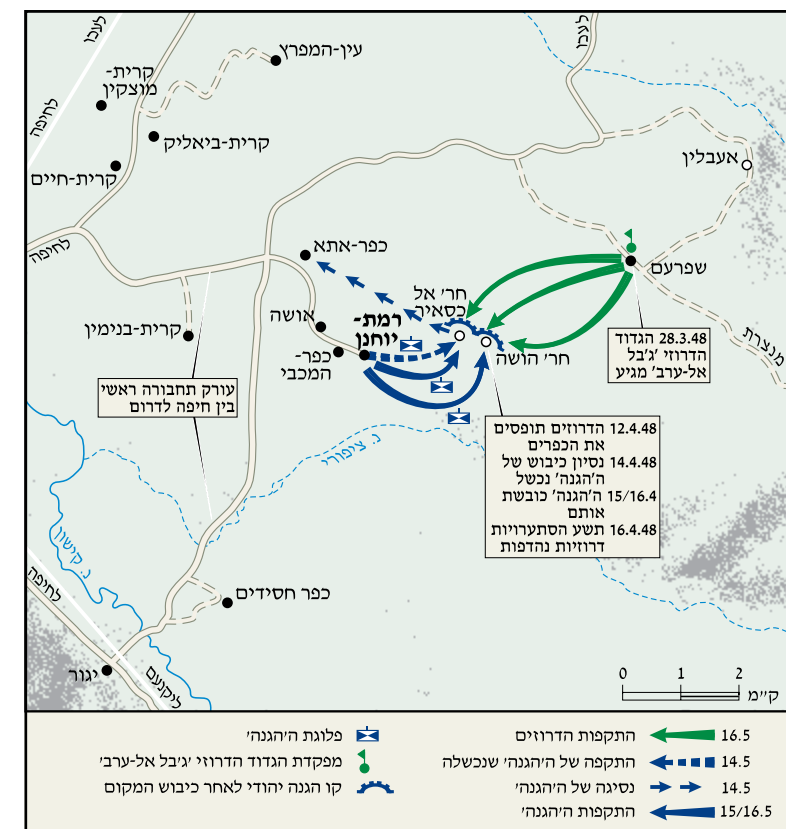 לעכו
לחיפה
קרית-
מוצקין
עין-המפרץ
לעכו
קרית-ביאליק
קרית-חיים
אעבלין
לחיפה
כפר-אתא
שפרעם
חר׳ אל
כסאיר
רמת-
יוחנן
אושה
קרית-בנימין
כפר-
המכבי
חר׳ הושה
28.3.48 הגדוד
הדרוזי ׳ג׳בל
אל-ערב׳ מגיע
מנצרת
עורק תחבורה ראשי
בין חיפה לדרום
12.4.48 הדרוזים תופסים
את הכפרים
14.4.48 נסיון כיבוש של
ה׳הגנה׳ נכשל
15/16.4 ה׳הגנה׳ כובשת
אותם
16.4.48 תשע הסתערויות
דרוזיות נהדפות
נ. ציפורי
נ. קישון
לחיפה
כפר חסידים
יגור
ליקנעם
0 1 2
ק״מ
16.5 התקפות הדרוזים
14.5 התקפה של ה׳הגנה׳ שנכשלה
14.5 נסיגה של ה׳הגנה׳
15/16.5 התקפות ה׳הגנה׳
פלוגת ה׳הגנה׳
מפקדת הגדוד הדרוזי ׳ג׳בל אל-ערב׳
קו הגנה יהודי לאחר כיבוש המקום